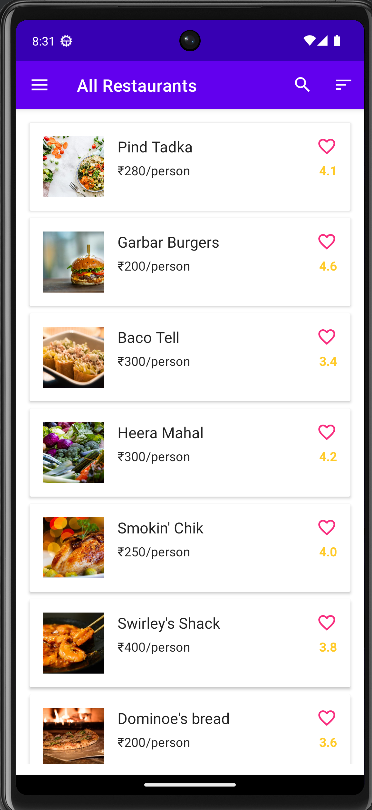 8:31
All Restaurants
Pind Tadka
₹280/person
4.1
Garbar Burgers
₹200/person
4.6
Baco Tell
₹300/person
3.4
Heera Mahal
₹300/person
4.2
Smokin' Chik
₹250/person
4.0
Swirley's Shack
₹400/person
3.8
Dominoe's bread
₹200/person
3.6